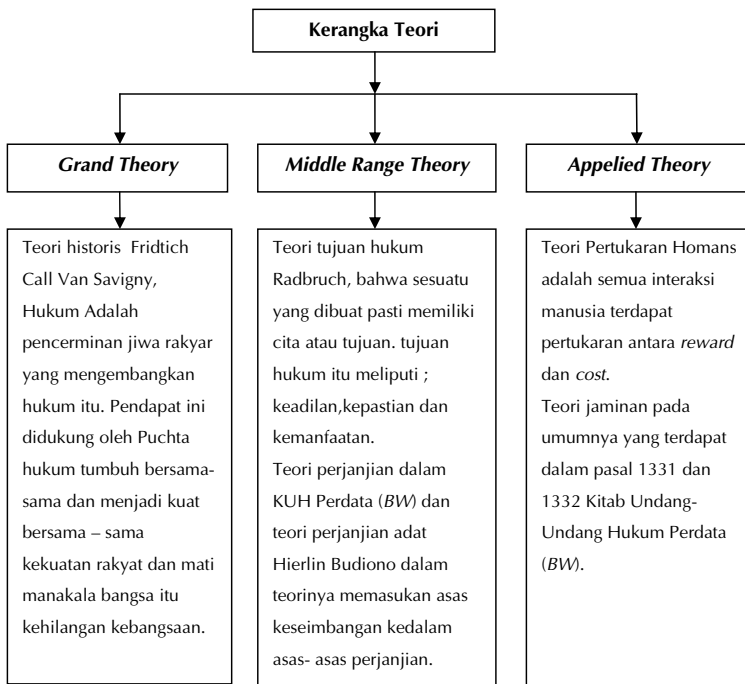 Kerangka Teori
Grand Theory
Middle Range Theory
Appelied Theory
Teori historis Fridtich
Call Van Savigny,
Hukum Adalah
pencerminan jiwa rakyar
yang mengembangkan
hukum itu. Pendapat ini
didukung oleh Puchta
hukum tumbuh bersama-
sama dan menjadi kuat
bersama – sama
kekuatan rakyat dan mati
manakala bangsa itu
kehilangan kebangsaan.
Teori tujuan hukum
Radbruch, bahwa sesuatu
yang dibuat pasti memiliki
cita atau tujuan. tujuan
hukum itu meliputi ;
keadilan,kepastian dan
kemanfaatan.
Teori perjanjian dalam
KUH Perdata (BW) dan
teori perjanjian adat
Hierlin Budiono dalam
teorinya memasukan asas
keseimbangan kedalam
asas- asas perjanjian.
Teori Pertukaran Homans
adalah semua interaksi
manusia terdapat
pertukaran antara reward
dan cost.
Teori jaminan pada
umumnya yang terdapat
dalam pasal 1331 dan
1332 Kitab Undang-
Undang Hukum Perdata
(BW).